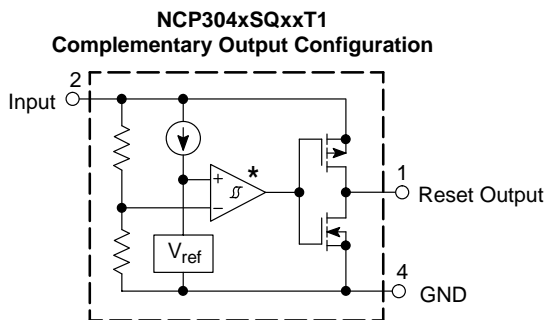 NCP304xSQxxT1
Complementary Output Configuration
2
Input
*
1
+
Reset Output
−
Vref
4
GND